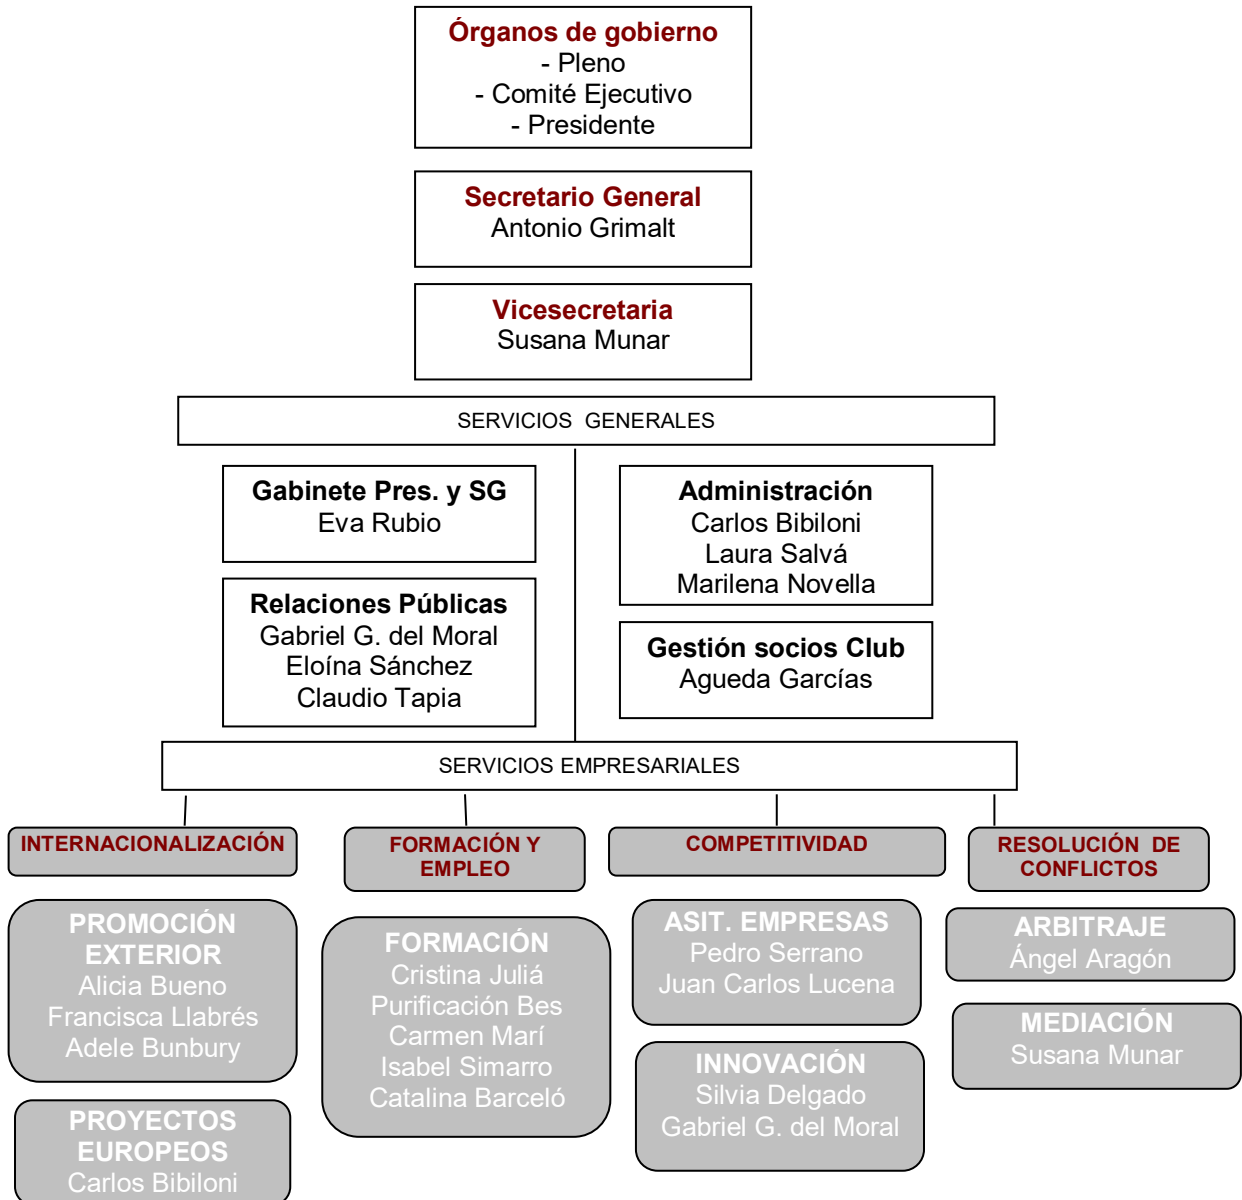 Órganos de gobierno
- Pleno
- Comité Ejecutivo
- Presidente
Secretario General
Antonio Grimalt
Vicesecretaria
Susana Munar
SERVICIOS GENERALES
Gabinete Pres. y SG
Eva Rubio
Relaciones Públicas
Gabriel G. del Moral
Eloína Sánchez
Claudio Tapia
Administración
Carlos Bibiloni
Laura Salvá
Marilena Novella
Gestión socios Club
Agueda Garcías
SERVICIOS EMPRESARIALES
INTERNACIONALIZACIÓN
PROMOCIÓN
EXTERIOR
Alicia Bueno
Francisca Llabrés
Adele Bunbury
PROYECTOS
EUROPEOS
Carlos Bibiloni
FORMACIÓN Y
EMPLEO
FORMACIÓN
Cristina Juliá
Purificación Bes
Carmen Marí
Isabel Simarro
Catalina Barceló
COMPETITIVIDAD
ASIT. EMPRESAS
Pedro Serrano
Juan Carlos Lucena
INNOVACIÓN
Silvia Delgado
Gabriel G. del Moral
RESOLUCIÓN DE
CONFLICTOS
ARBITRAJE
Ángel Aragón
MEDIACIÓN
Susana Munar